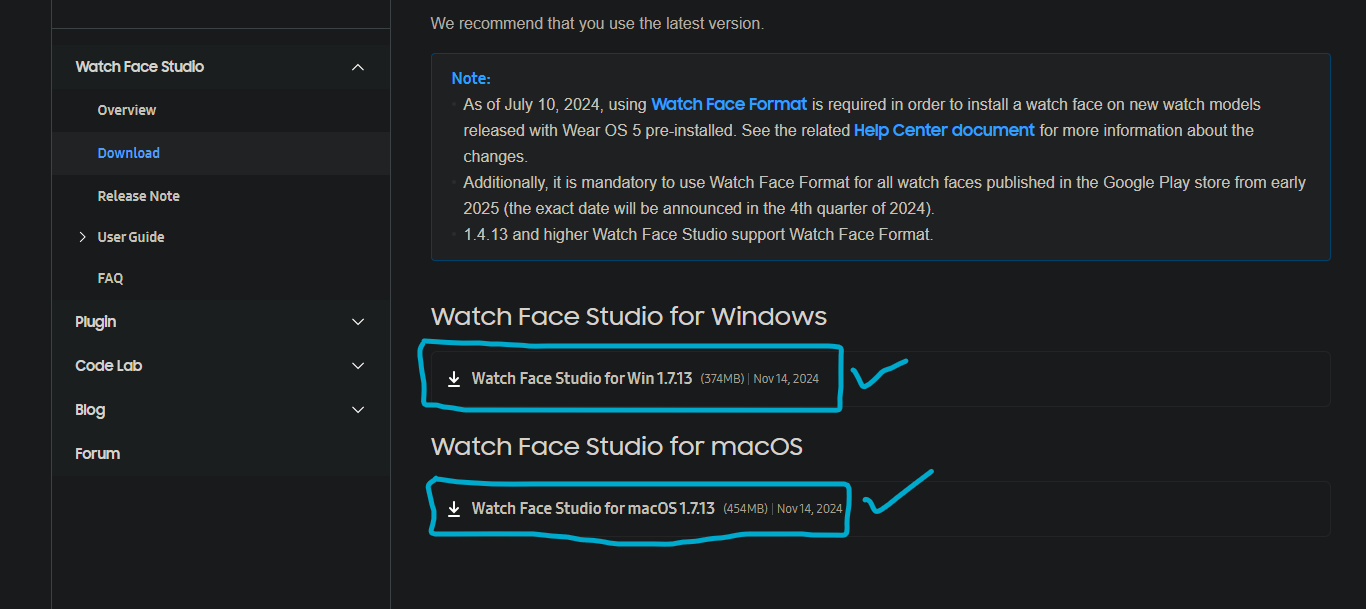 We recommend that you use the latest version.
Watch Face Studio
Overview
Download
Release Note
User Guide
FAQ
Plugin
Code Lab
Blog
Forum
Note:
As of July 10, 2024, using Watch Face Format is required in order to install a watch face on new watch models
released with Wear OS 5 pre-installed. See the related Help Center document for more information about the
changes.
Additionally, it is mandatory to use Watch Face Format for all watch faces published in the Google Play store from early
2025 (the exact date will be announced in the 4th quarter of 2024).
1.4.13 and higher Watch Face Studio support Watch Face Format.
Watch Face Studio for Windows
Watch Face Studio for Win 1.7.13 (374MB) | Nov 14, 2024
Watch Face Studio for macOS
Watch Face Studio for macOS 1.7.13 (454MB) | Nov 14, 2024